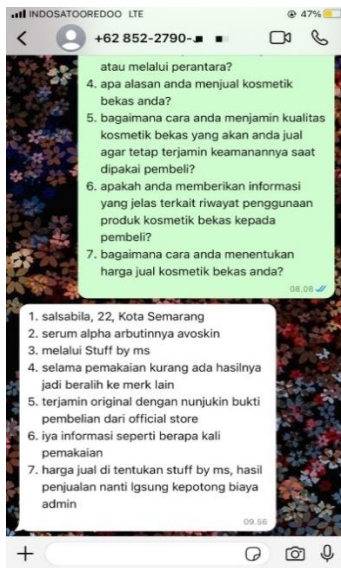 INDOSATOOREDOO LTE
47%
+62 852-2790-
atau melalui perantara?
4. apa alasan anda menjual kosmetik
bekas anda?
5. bagaimana cara anda menjamin kualitas
kosmetik bekas yang akan anda jual
agar tetap terjamin keamanannya saat
dipakai pembeli?
6. apakah anda memberikan informasi
yang jelas terkait riwayat penggunaan
produk kosmetik bekas kepada
pembeli?
7. bagaimana cara anda menentukan
harga jual kosmetik bekas anda?
08.08
1. salsabila, 22, Kota Semarang
2. serum alpha arbutinnya avoskin
3. melalui Stuff by ms
4. selama pemakaian kurang ada hasilnya
jadi beralih ke merk lain
5. terjamin original dengan nunjukin bukti
pembelian dari official store
6. iya informasi seperti berapa kali
pemakaian
7. harga jual di tentukan stuff by ms, hasil
penjualan nanti lgsung kepotong biaya
admin
09.56